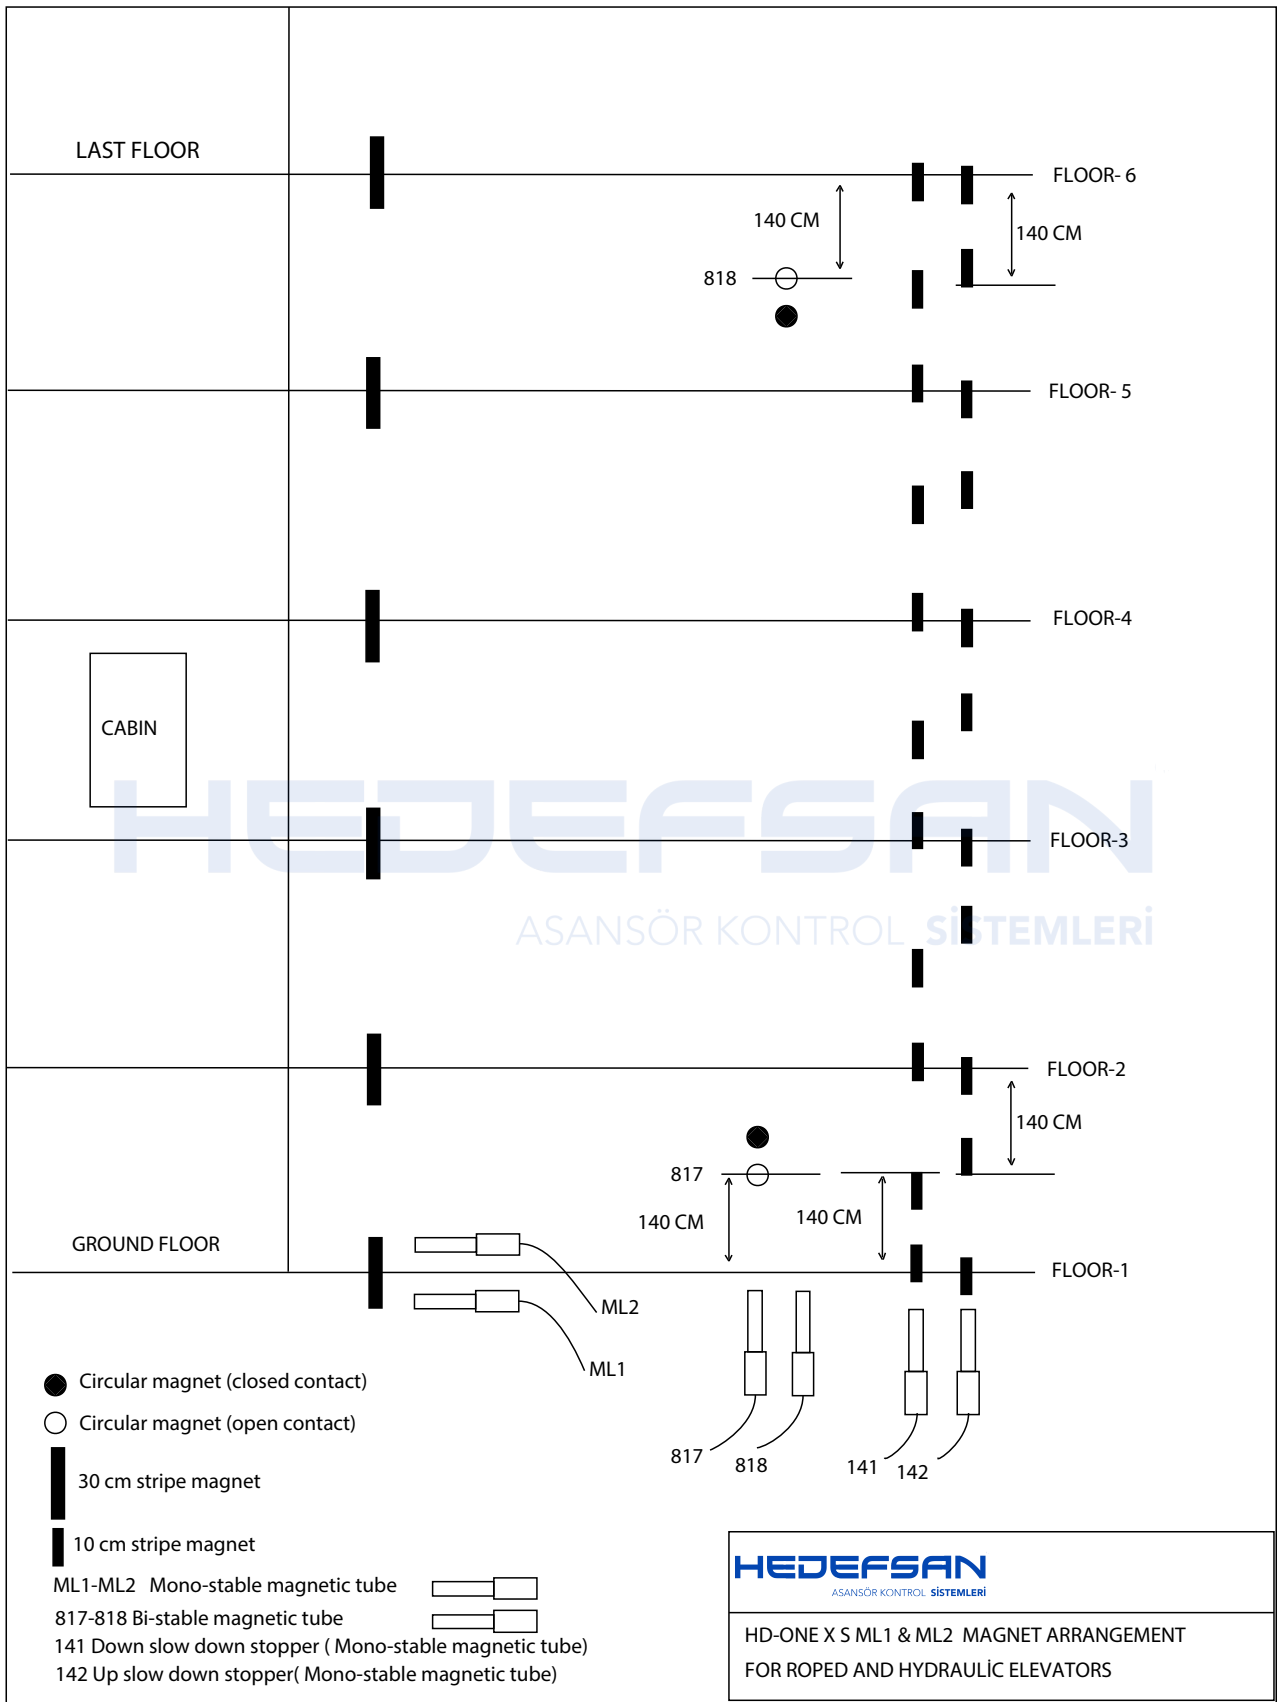 LAST FLOOR
FLOOR- 6
140 CM
140 CM
818
FLOOR- 5
FLOOR-4
CABIN
HEDEFSAN
FLOOR-3
ASANSÖR KONTROL SİSTEMLERİ
FLOOR-2
140 CM
817
140 CM
140 CM
GROUND FLOOR
FLOOR-1
ML2
ML1
Circular magnet (closed contact)
Circular magnet (open contact)
817
818
141
142
30 cm stripe magnet
10 cm stripe magnet
ML1-ML2 Mono-stable magnetic tube
817-818 Bi-stable magnetic tube
141 Down slow down stopper ( Mono-stable magnetic tube)
142 Up slow down stopper( Mono-stable magnetic tube)
HEDEFSAN
ASANSÖR KONTROL SİSTEMLERİ
HD-ONE X S ML1 & ML2 MAGNET ARRANGEMENT
FOR ROPED AND HYDRAULİC ELEVATORS